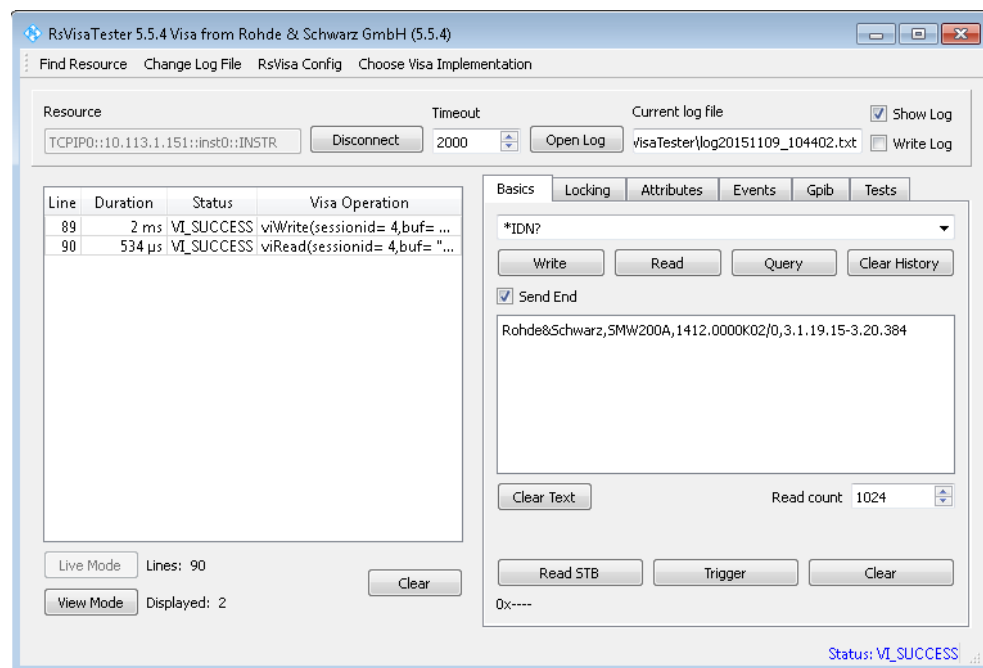 RsVisaTester 5.5.4 Visa from Rohde & Schwarz GmbH (5.5.4)
Find Resource Change Log File RsVisa Config Choose Visa Implementation
Resource Timeout Current log file Show Log
TCPIP0::10.113.1.151::inst0::INSTR Disconnect 2000 Open Log visaTester\log20151109_104402.txt Write Log
Basics Locking Attributes Events Gpib Tests
Line Duration Status Visa Operation
89 2 ms VI_SUCCESS viWrite(sessionid= 4,buf= ...
90 534 µs VI_SUCCESS viRead(sessionid= 4,buf= "...
*IDN?
Write Read Query Clear History
Send End
Rohde&Schwarz,SMW200A,1412.0000K02/0,3.1.19.15-3.20.384
Clear Text Read count 1024
Live Mode Lines: 90
Clear
View Mode Displayed: 2
Read STB Trigger Clear
0x----
Status: VI_SUCCESS